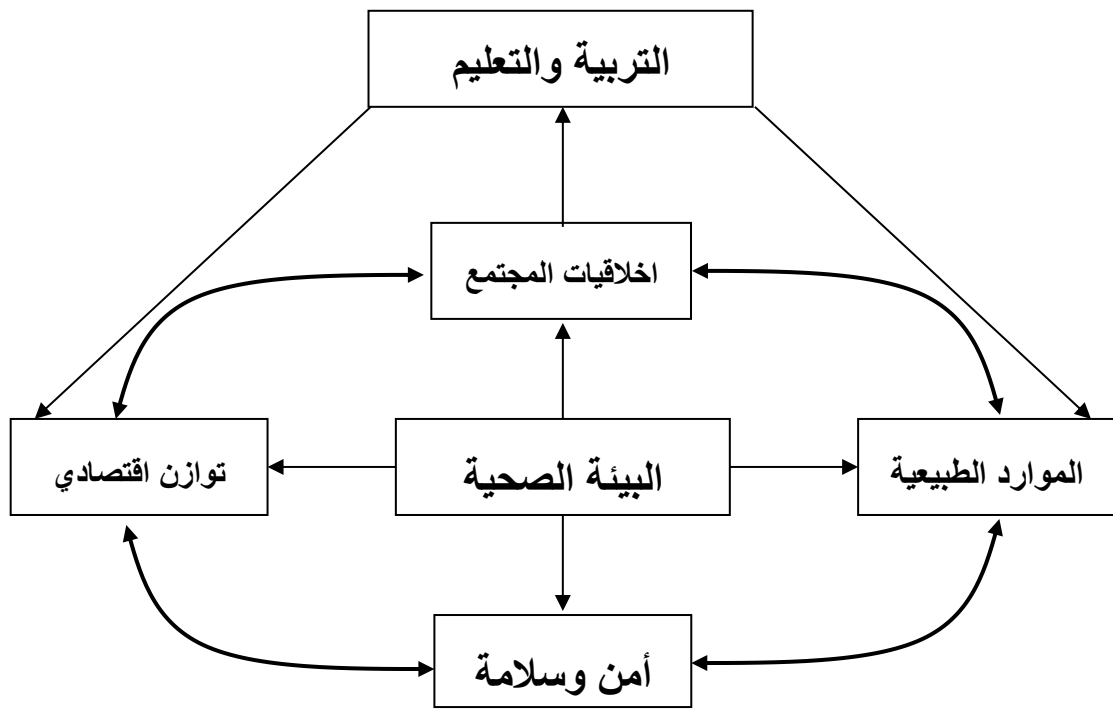 التربية والتعليم
اخلاقيات المجتمع
الموارد الطبيعية
البيئة الصحية
توازن اقتصادي
أمن وسلامة